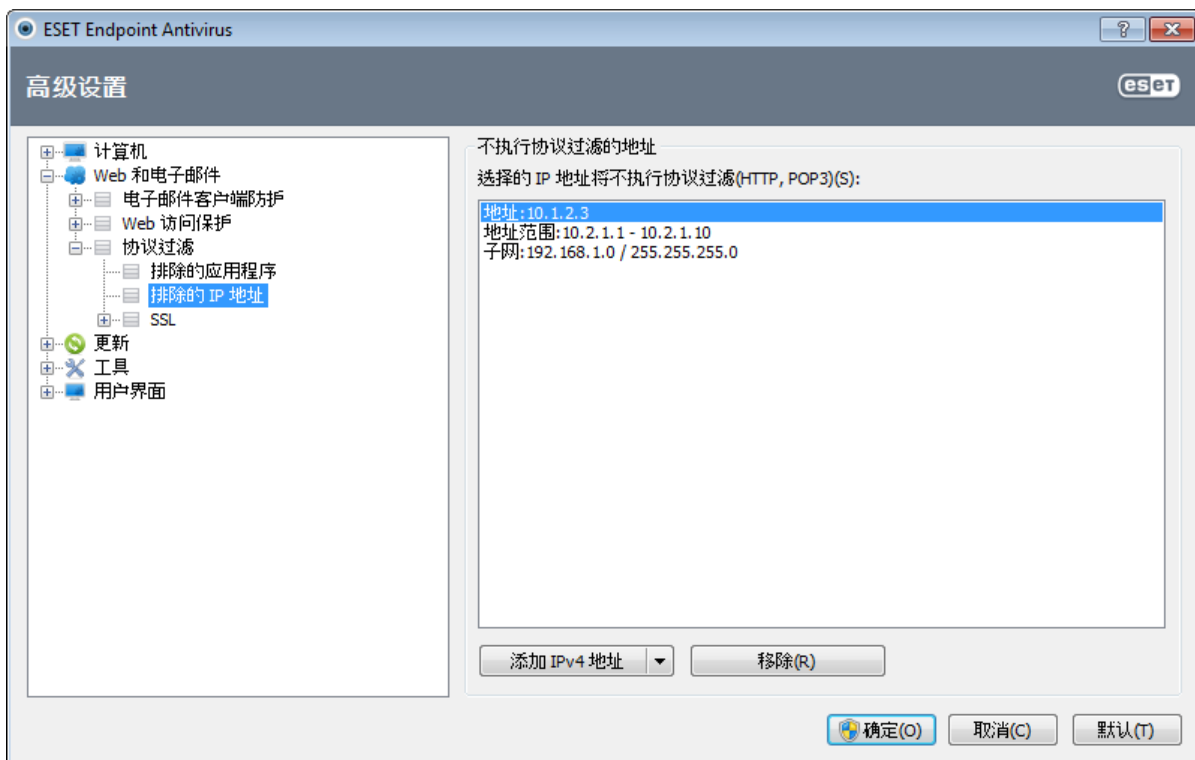 ESET Endpoint Antivirus
高级设置
eset
计算机
Web 和电子邮件
电子邮件客户端防护
Web 访问保护
协议过滤
排除的应用程序
排除的 IP 地址
SSL
更新
工具
用户界面
不执行协议过滤的地址
选择的 IP 地址将不执行协议过滤(HTTP, POP3)(S):
地址:10.1.2.3
地址范围:10.2.1.1 - 10.2.1.10
子网:192.168.1.0 / 255.255.255.0
添加 IPv4 地址
移除(R)
确定(O)
取消(C)
默认(T)